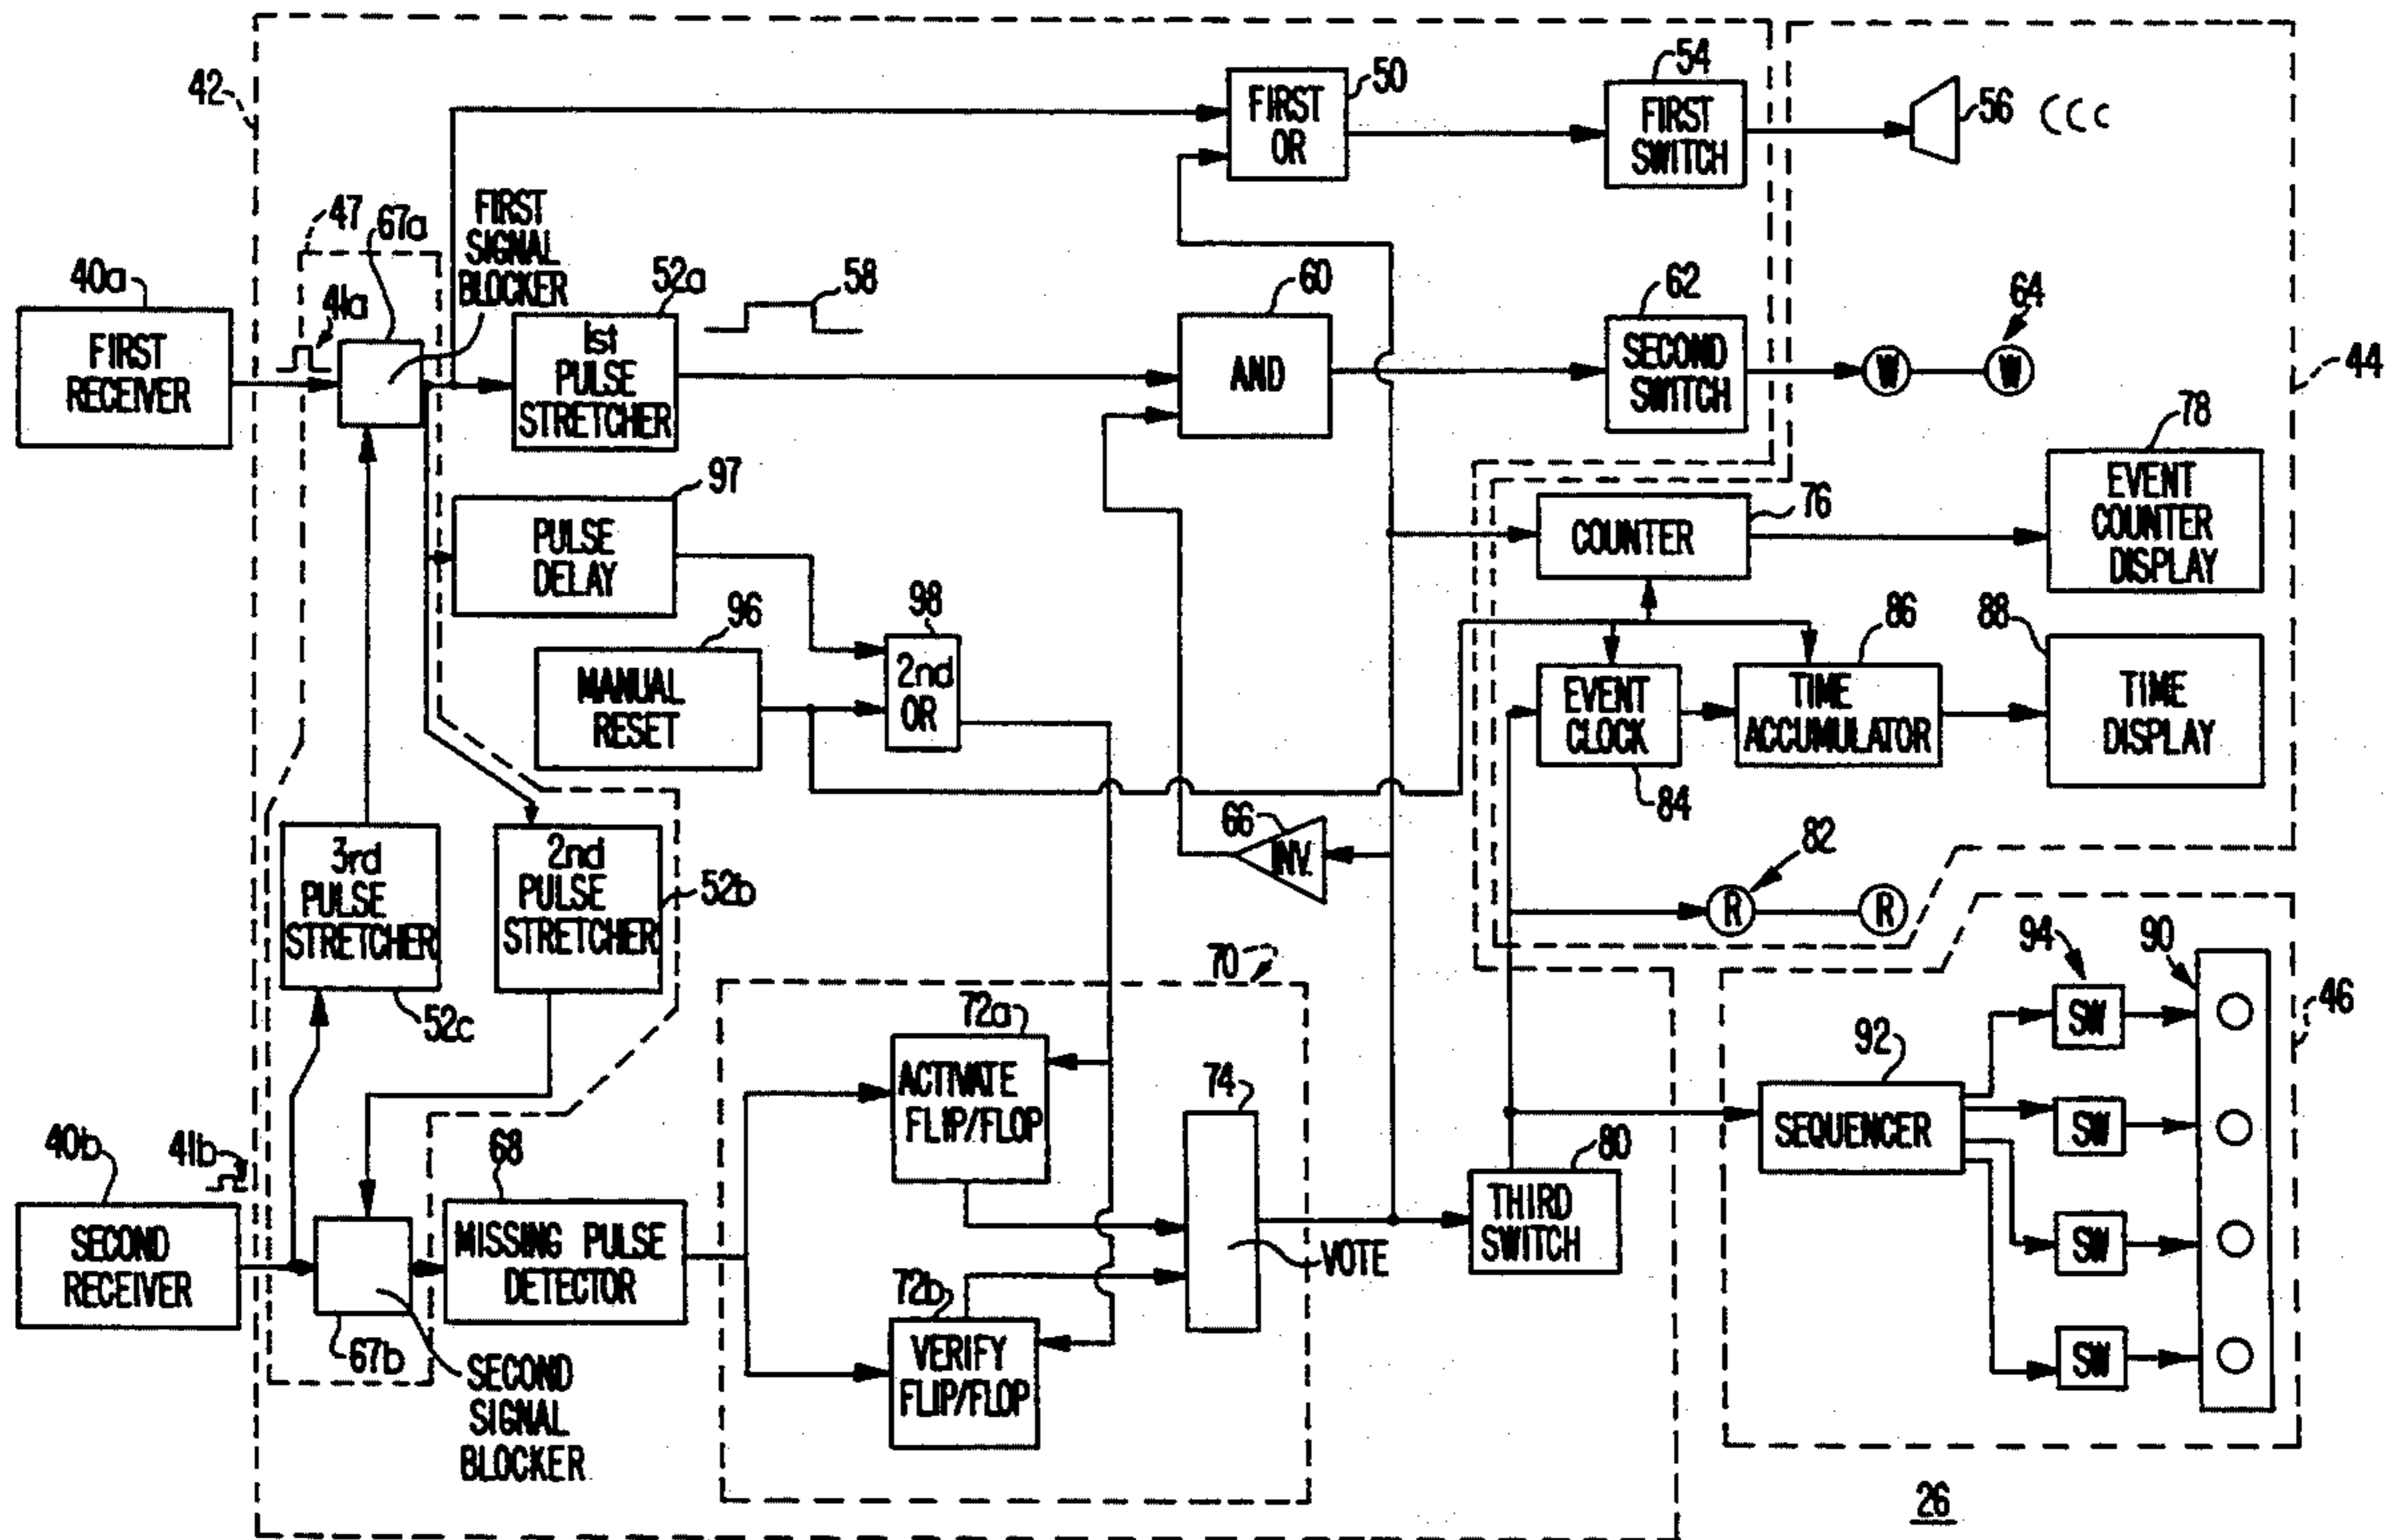 42
47
67a
FIRST
SIGNAL
BLOCKER
40a
FIRST
RECEIVER
41a
52a
1st
PULSE
STRETCHER
58
50
FIRST
OR
54
FIRST
SWITCH
56
60
AND
62
SECOND
SWITCH
W
W
64
44
97
PULSE
DELAY
96
MANUAL
RESET
98
2nd
OR
76
COUNTER
78
EVENT
COUNTER
DISPLAY
EVENT
CLOCK
84
86
TIME
ACCUMULATOR
88
TIME
DISPLAY
66
INV.
82
R
R
3rd
PULSE
STRETCHER
52c
2nd
PULSE
STRETCHER
52b
70
72a
ACTIVATE
FLIP/FLOP
74
VOTE
72b
VERIFY
FLIP/FLOP
40b
SECOND
RECEIVER
41b
67b
SECOND
SIGNAL
BLOCKER
68
MISSING PULSE
DETECTOR
80
THIRD
SWITCH
92
SEQUENCER
94
SW
SW
SW
SW
90
46
26